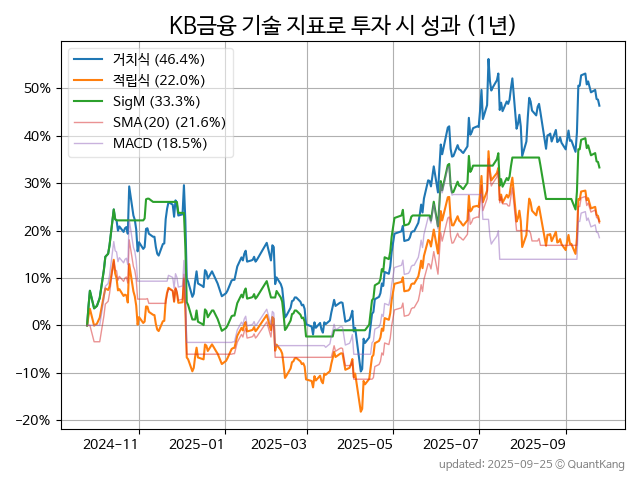 KB금융 기술 지표로 투자 시 성과 (1년)
거치식 (46.4%)
적립식 (22.0%)
SigM (33.3%)
SMA(20) (21.6%)
MACD (18.5%)
50%
40%
30%
20%
10%
0%
−10%
−20%
2024-11 2025-01 2025-03 2025-05 2025-07 2025-09
updated: 2025-09-25 © QuantKang